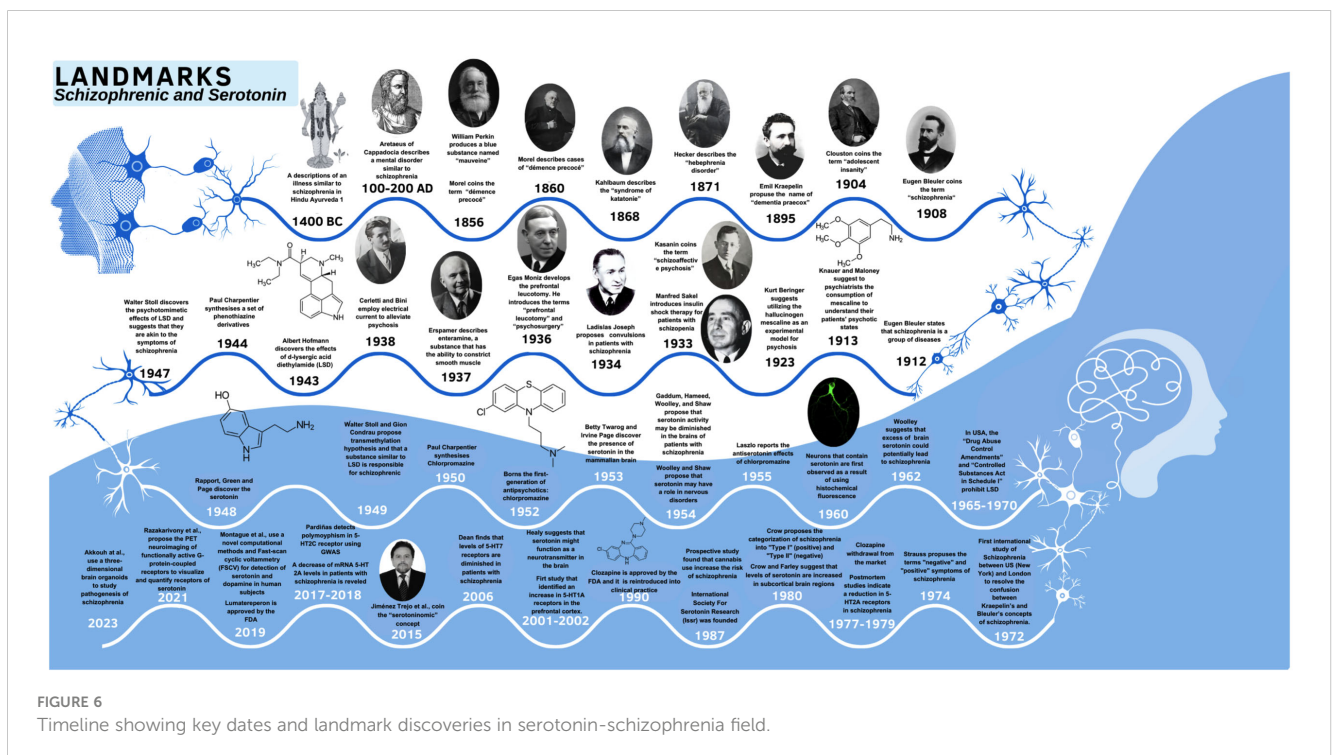 LANDMARKS
Schizophrenic and Serotonin
A descriptions of an
illness similar to
schizophrenia in
Hindu Ayurveda 1
1400 BC
Aretaeus of
Cappadocia describes
a mental disorder
similar to
schizophrenia
100-200 AD
William Perkin
produces a blue
substance named
"mauveine"
Morel coins the
term "démence
precocé"
1856
Morel describes cases
of "démence precocé"
1860
Kahlbaum describes
the "syndrome of
katatonie"
1868
Hecker describes the
"hebephrenia
disorder"
1871
Emil Kraepelin
propuse the name of
"dementia praecox"
1895
Clouston coins the
term "adolescent
insanity"
1904
Eugen Bleuler coins
the term
"schizophrenia"
1908
Eugen Bleuler states
that schizophrenia is a
group of diseases
1912
CH₃O
CH₃O
O
CH₃
NH₂
Knauer and Maloney
suggest to
psychiatrists the
consumption of
mescaline to
understand their
patients' psychotic
states
1913
Kurt Beringer
suggests
utilizing the
hallucinogen
mescaline as an
experimental
model for
psychosis
1923
Kasanin coins
the term
"schizoaffectiv
e psychosis"
Manfred Sakel
introduces insulin
shock therapy for
patients with
schizopenia
1933
Ladislas Joseph
proposes convulsions
in patients with
schizophrenia
1934
Egas Moniz develops
the prefrontal
leucotomy. He
introduces the terms
"prefrontal
leucotomy" and
"psychosurgery"
1936
Erspamer describes
enteramine, a
substance that has
the ability to constrict
smooth muscle
1937
Cerletti and Bini
employ electrical
current to alleviate
psychosis
1938
O
H
N
CH₃
H₃C
N
H₃C
H
NH
Albert Hofmann
discovers the effects
of d-lysergic acid
diethylamide (LSD)
1943
Paul Charpentier
synthesises a set of
phenothiazine
derivatives
1944
Walter Stoll discovers
the psychotomimetic
effects of LSD and
suggests that they
are akin to the
symptoms of
schizophrenia
1947
HO
NH₂
N
H
Rapport, Green and
Page discover the
serotonin
1948
Walter Stoll and Gion
Condrau propose
transmethylation
hypothesis and that a
substance similar to
LSD is responsible
for schizophrenic
1949
Paul Charpentier
synthesises
Chlorpromazine
1950
S
Cl
N
N
Borns the first-
generation of
antipsychotics:
chlorpromazine
1952
Betty Twarog and
Irvine Page discover
the presence of
serotonin in the
mammalian brain
1953
Gaddum, Hameed,
Woolley, and Shaw
propose that
serotonin activity
may be diminished
in the brains of
patients with
schizophrenia
Woolley and Shaw
propose that
serotonin may have
a role in nervous
disorders
1954
Laszlo reports the
antiserotonin effects
of chlorpromazine
1955
Neurons that contain
serotonin are first
observed as a result
of using
histochemical
fluorescence
1960
Woolley
suggests that
excess of brain
serotonin could
potentially lead
to schizophrenia
1962
In USA, the
"Drug Abuse
Control
Amendments"
and "Controlled
Substances Act
in Schedule I"
prohibit LSD
1965-1970
First international
study of
Schizophrenia
between US (New
York) and London
to resolve the
confusion
between
Kraepelin's and
Bleuler's concepts
of schizophrenia.
1972
Strauss propuses the
terms "negative" and
"positive" symptoms of
schizophrenia
1974
Clozapine
withdrawal from
the market
Postmortem
studies indicate
a reduction in 5-
HT2A receptors
in schizophrenia
1977-1979
Crow proposes the
categorization of schizophrenia
into "Type I" (positive) and
"Type II" (negative)
Crow and Farley suggest that
levels of serotonin are increased
in subcortical brain regions
1980
Prospective study
found that cannabis
use increase the risk
of schizophrenia
International
Society For
Serotonin Research
(Issr) was founded
1987
Clozapine is approved by the
FDA and it is reintroduced into
clinical practice
1990
Healy suggests that
serotonin might
function as a
neurotransmitter in
the brain
Firt study that
identified an
increase in 5-HT1A
receptors in the
prefrontal cortex.
2001-2002
Dean finds that
levels of 5-HT7
receptors are
diminished in
patients with
schizophrenia
2006
Jiménez Trejo et al., coin
the "serotoninomic"
concept
2015
Pardiñas detects
polymoyphism in 5-
HT2C receptor using
GWAS
A decrease of mRNA 5-HT
2A levels in patients with
schizophrenia is reveled
2017-2018
Montague et al., use a
novel computational
methods and Fast-scan
cyclic voltametry
(FSCV) for detection of
serotonin and
dopamine in human
subjects
Lumatereperon is
approved by the
FDA
2019
Razakarivony et al.,
propose the PET
neuroimaging of
functionally active G-
protein-coupled
receptors to visualize
and quantify receptors of
serotonin
2021
Akkouh at al.,
use a three-
dimensional
brain organoids
to study
pathogenesis of
schizophrenia
2023
FIGURE 6
Timeline showing key dates and landmark discoveries in serotonin-schizophrenia field.